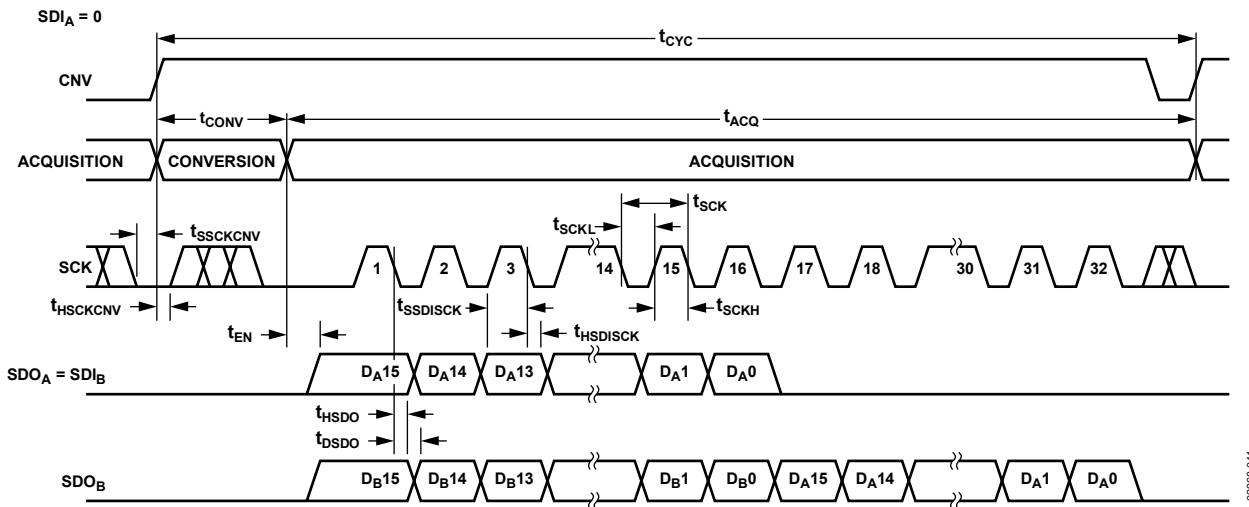 SDIA = 0
tCYC
CNV
tCONV
tACQ
ACQUISITION CONVERSION ACQUISITION
tSCK
tSCKL
tSSCKCNV
SCK 1 2 3 14 15 16 17 18 30 31 32
tHSCKCNV
tSSDISCK
tSCKH
tEN
tHSDISCK
SDOA = SDIB DA15 DA14 DA13 DA1 DA0
tHSDO
tDSDO
SDOB DB15 DB14 DB13 DB1 DB0 DA15 DA14 DA1 DA0